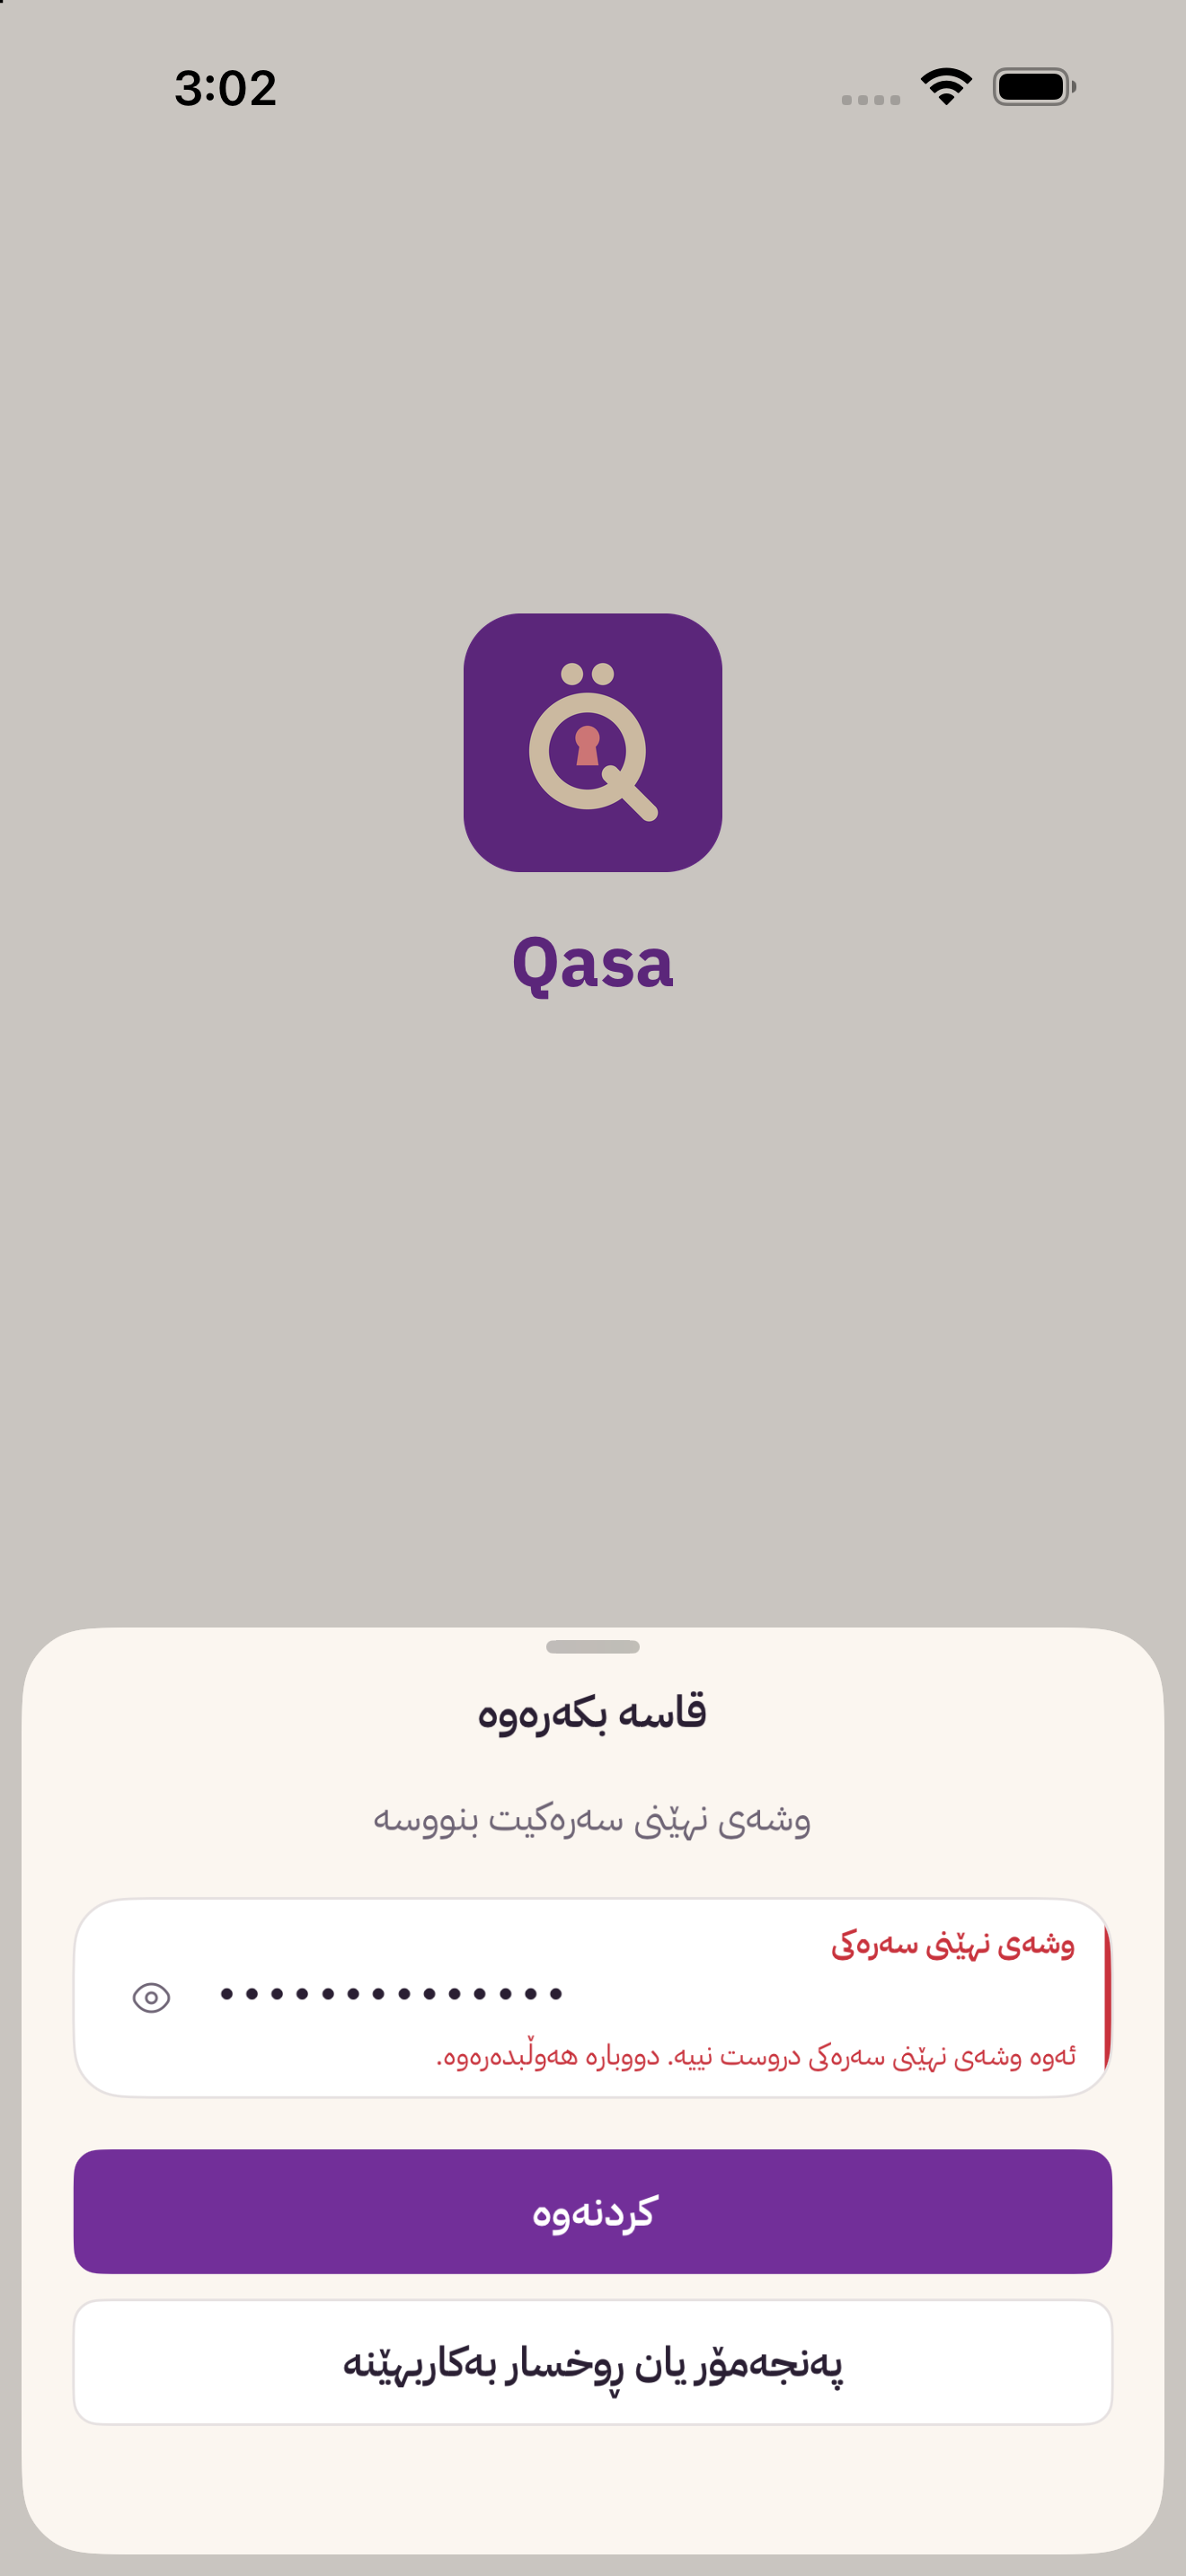 3:02
Qasa
قاسە بکەرەوە
وشەی نهێنی سەرەکیت بنووسە
وشەی نهێنی سەرەکی
••••••••••••••
ئەوە وشەی نهێنی سەرەکی دروست نییە. دووبارە هەوڵبدەرەوە.
کردنەوە
پەنجەمۆر یان ڕوخسار بەکاربهێنە